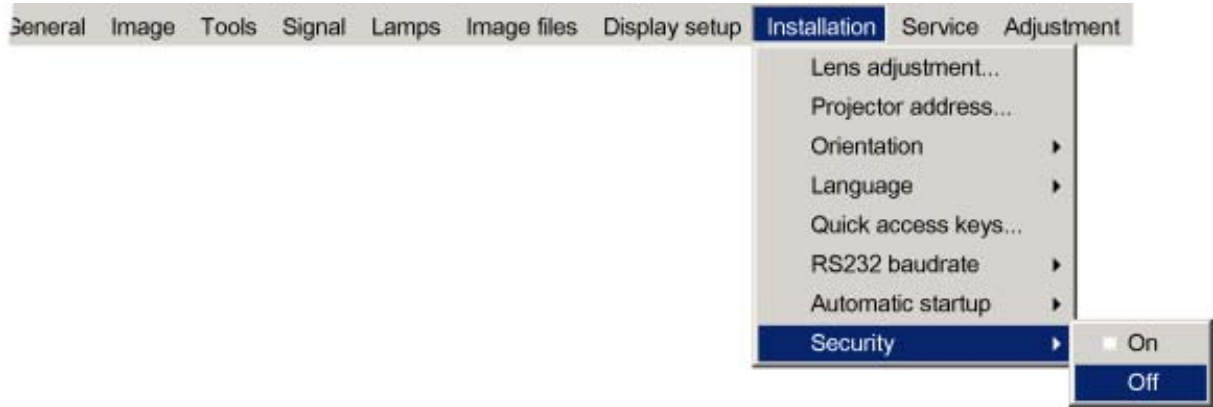 General Image Tools Signal Lamps Image files Display setup Installation Service Adjustment
Lens adjustment...
Projector address...
Orientation
Language
Quick access keys...
RS232 baudrate
Automatic startup
Security
On
Off